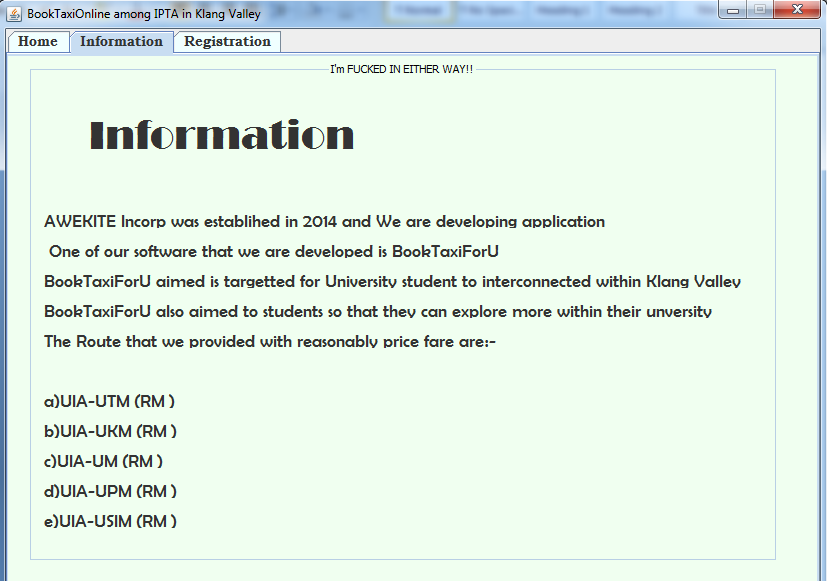 BookTaxiOnline among IPTA in Klang Valley
Home Information Registration
I'm FUCKED IN EITHER WAY!!
Information
AWEKITE Incorp was establihed in 2014 and We are developing application
One of our software that we are developed is BookTaxiForU
BookTaxiForU aimed is targetted for University student to interconnected within Klang Valley
BookTaxiForU also aimed to students so that they can explore more within their unversity
The Route that we provided with reasonably price fare are:-
a)UIA-UTM (RM )
b)UIA-UKM (RM )
c)UIA-UM (RM )
d)UIA-UPM (RM )
e)UIA-USIM (RM )